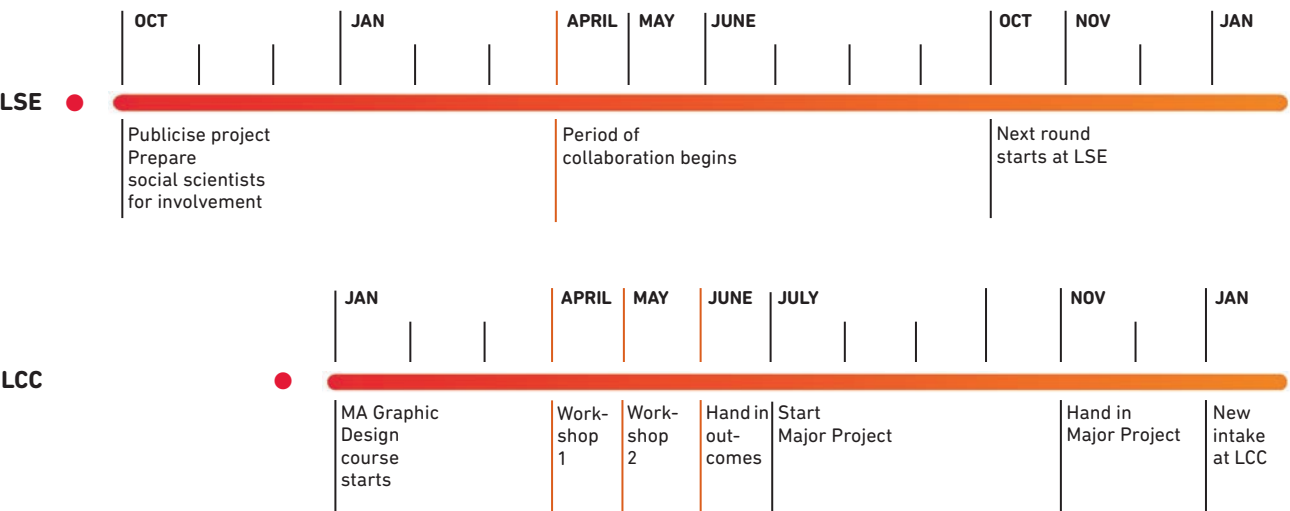 OCT JAN APRIL MAY JUNE OCT NOV JAN
LSE
Publicise project
Prepare
social scientists
for involvement
Period of
collaboration begins
Next round
starts at LSE
JAN APRIL MAY JUNE JULY NOV JAN
LCC
MA Graphic
Design
course
starts
Work-
shop
1
Work-
shop
2
Hand in
out-
comes
Start
Major Project
Hand in
Major Project
New
intake
at LCC